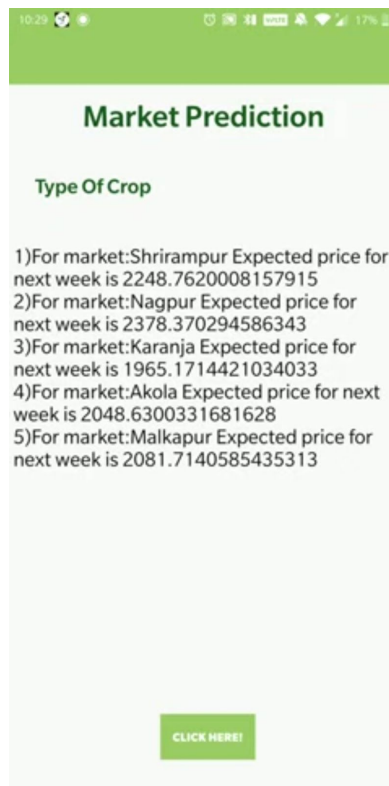 10:29 17%
Market Prediction
Type Of Crop
1)For market:Shrirampur Expected price for
next week is 2248.7620008157915
2)For market:Nagpur Expected price for
next week is 2378.370294586343
3)For market:Karanja Expected price for
next week is 1965.1714421034033
4)For market:Akola Expected price for next
week is 2048.6300331681628
5)For market:Malkapur Expected price for
next week is 2081.7140585435313
CLICK HERE!